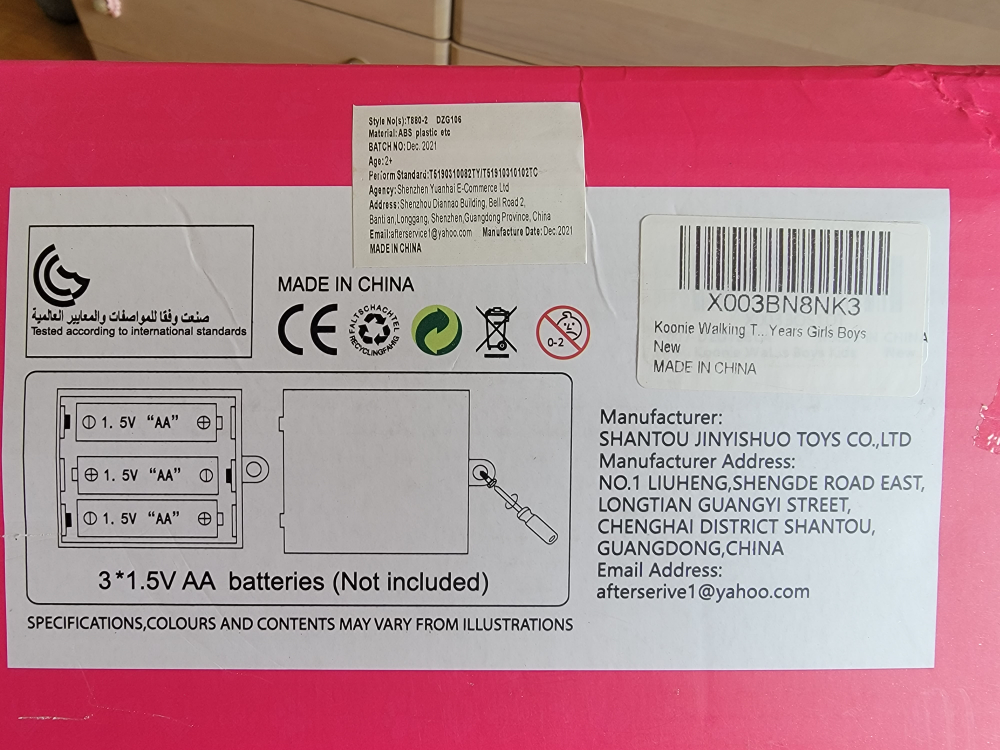 Style No(s):T880-2 DZG106
Material:ABS plastic etc
BATCH NO:Dec. 2021
Age:2+
Perform Standard:T5190310082TY/T51910310102TC
Agency:Shenzhen Yuanhai E-Commerce Ltd
Address:Shenzhou Diannao Building, Bell Road 2,
Bantian,Longgang, Shenzhen,Guangdong Province, China
Email:afterservice1@yahoo.com Manufacture Date:Dec.2021
MADE IN CHINA
صنعت وفقا للمواصفات والمعايير العالمية
Tested according to international standards
MADE IN CHINA
CE
FALTSCHACHTEL
RECYCLINGFÄHIG
0-2
X003BN8NK3
Koonie Walking T... Years Girls Boys
New
MADE IN CHINA
1.5V “AA”
1.5V “AA”
1.5V “AA”
3*1.5V AA batteries (Not included)
SPECIFICATIONS,COLOURS AND CONTENTS MAY VARY FROM ILLUSTRATIONS
Manufacturer:
SHANTOU JINYISHUO TOYS CO.,LTD
Manufacturer Address:
NO.1 LIUHENG,SHENGDE ROAD EAST,
LONGTIAN GUANGYI STREET,
CHENGHAI DISTRICT SHANTOU,
GUANGDONG,CHINA
Email Address:
afterserive1@yahoo.com